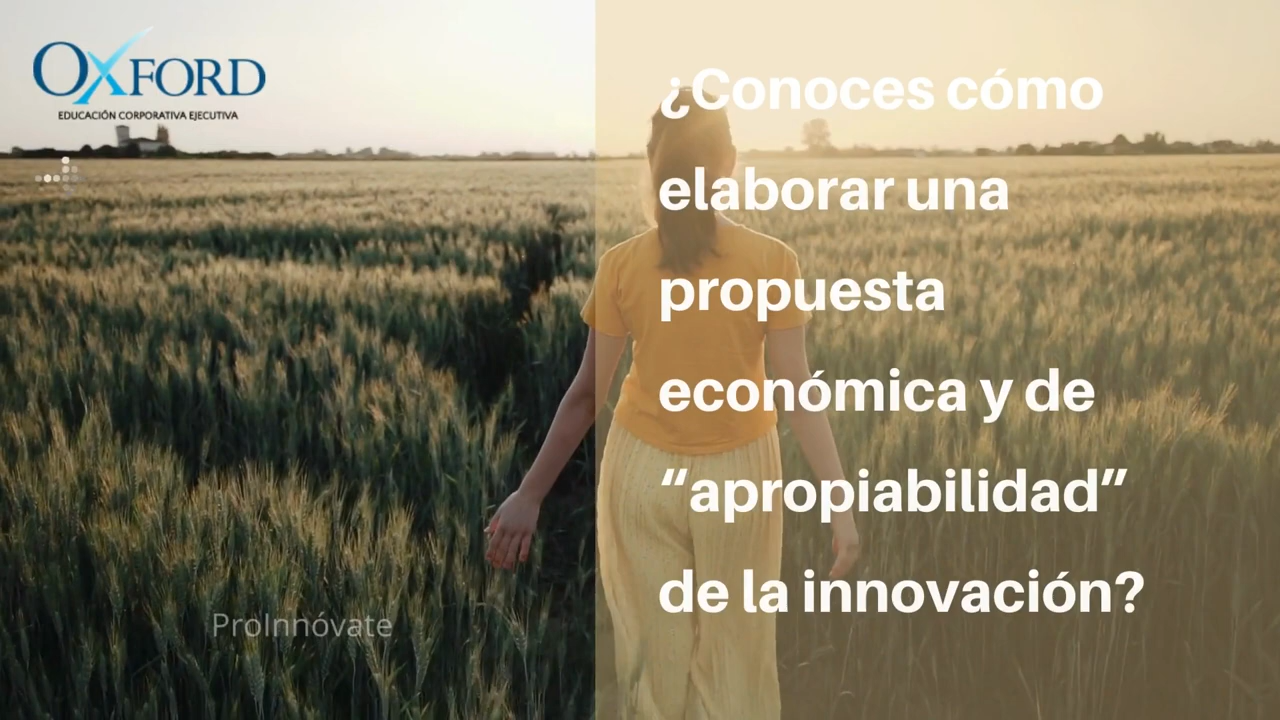 OXFORD
EDUCACIÓN CORPORATIVA EJECUTIVA
¿Conoces cómo
elaborar una
propuesta
económica y de
“apropiabilidad”
de la innovación?
ProInnóvate